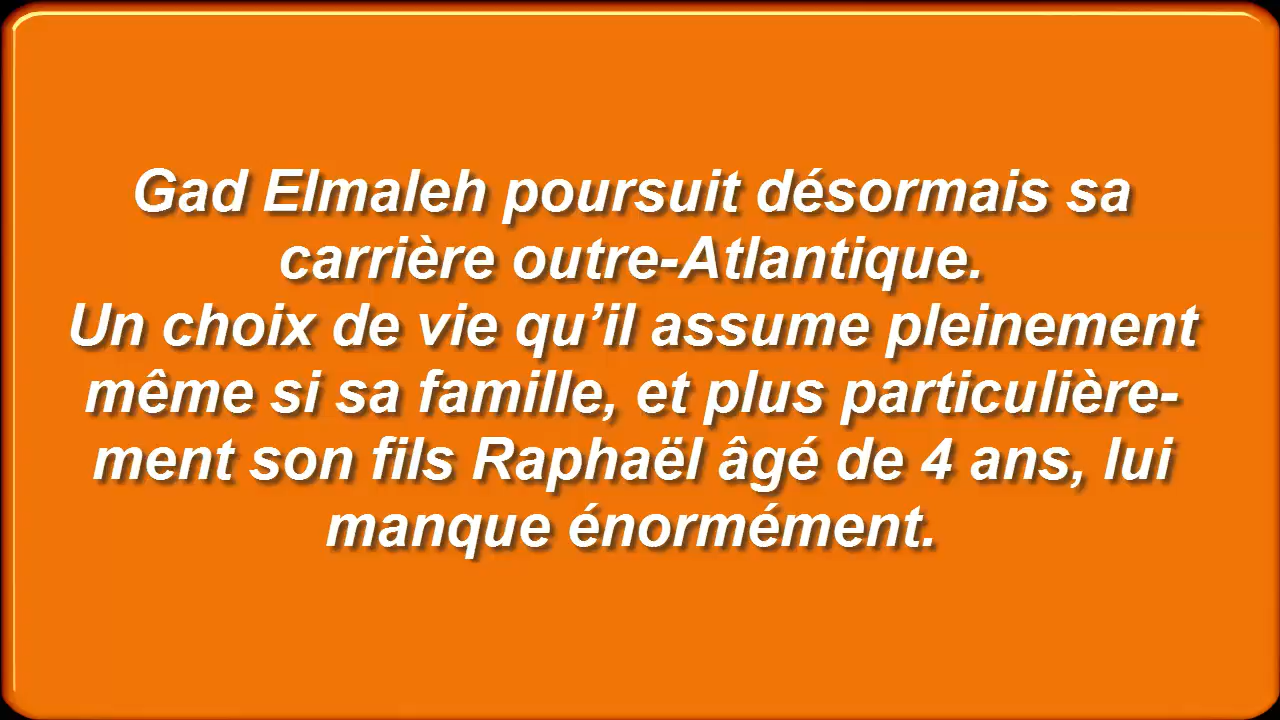 Gad Elmaleh poursuit désormais sa
carrière outre-Atlantique.
Un choix de vie qu’il assume pleinement
même si sa famille, et plus particulière-
ment son fils Raphaël âgé de 4 ans, lui
manque énormément.